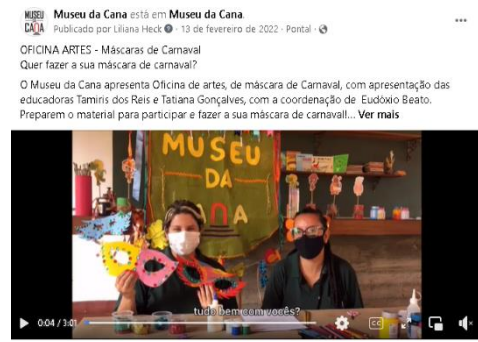 MUSEU DA CANA
Museu da Cana está em Museu da Cana.
Publicado por Liliana Heck · 13 de fevereiro de 2022 · Pontal ·
OFICINA ARTES - Máscaras de Carnaval
Quer fazer a sua máscara de carnaval?
O Museu da Cana apresenta Oficina de artes, de máscara de Carnaval, com apresentação das
educadoras Tamiris dos Reis e Tatiana Gonçalves, com a coordenação de Eudóxio Beato.
Preparem o material para participar e fazer a sua máscara de carnaval!... Ver mais
MUSEU
DA
ANA
tudo bem com vocês?
0:04 / 3:01
CC